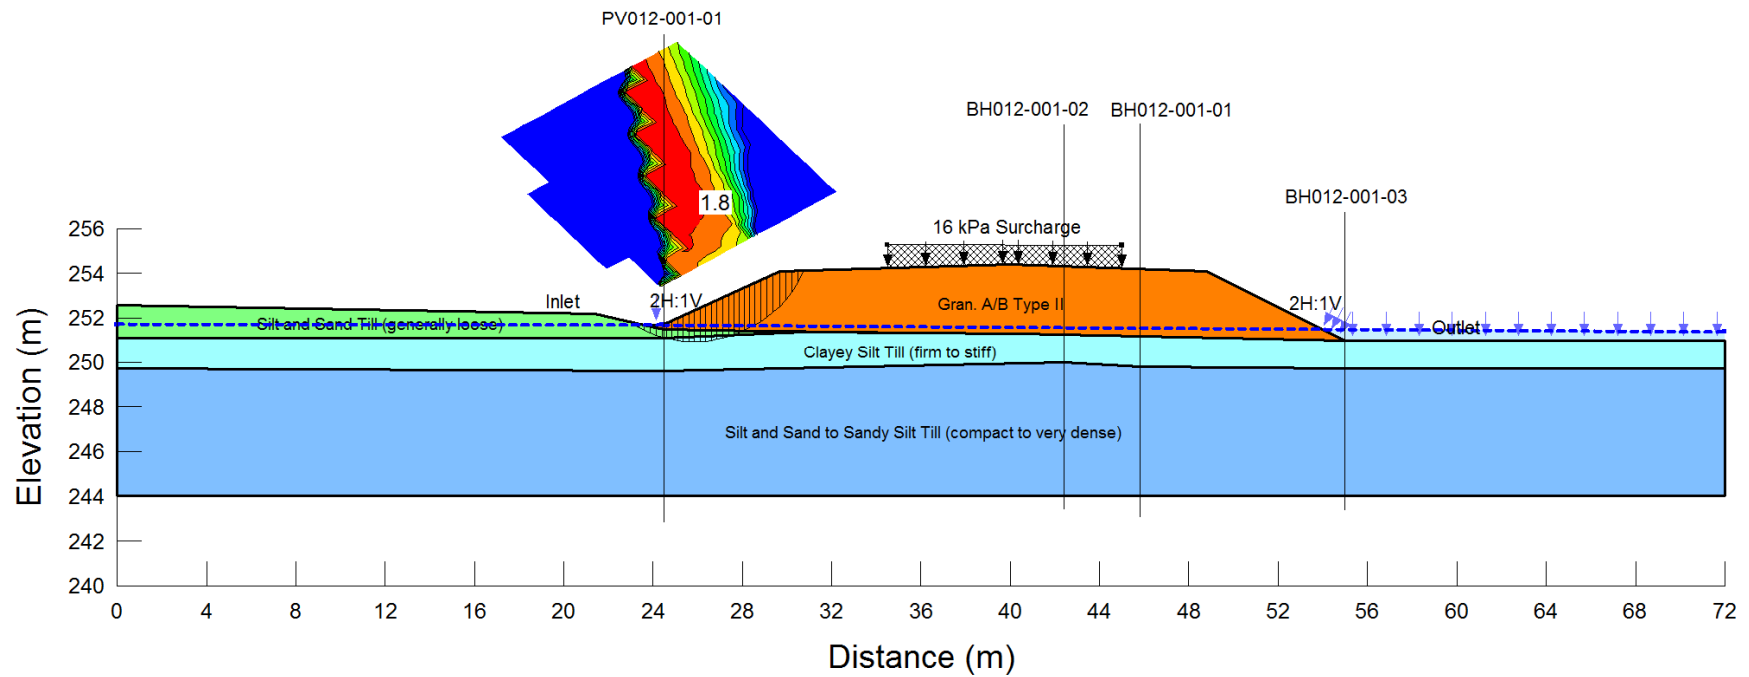 PV012-001-01
BH012-001-02
BH012-001-01
BH012-001-03
1.8
16 kPa Surcharge
256
254
252
250
248
246
244
242
240
Elevation (m)
Inlet
2H:1V
Gran. A/B Type II
2H:1V
Silt and Sand Till (generally loose)
Outlet
Clayey Silt Till (firm to stiff)
Silt and Sand to Sandy Silt Till (compact to very dense)
0
4
8
12
16
20
24
28
32
36
40
44
48
52
56
60
64
68
72
Distance (m)